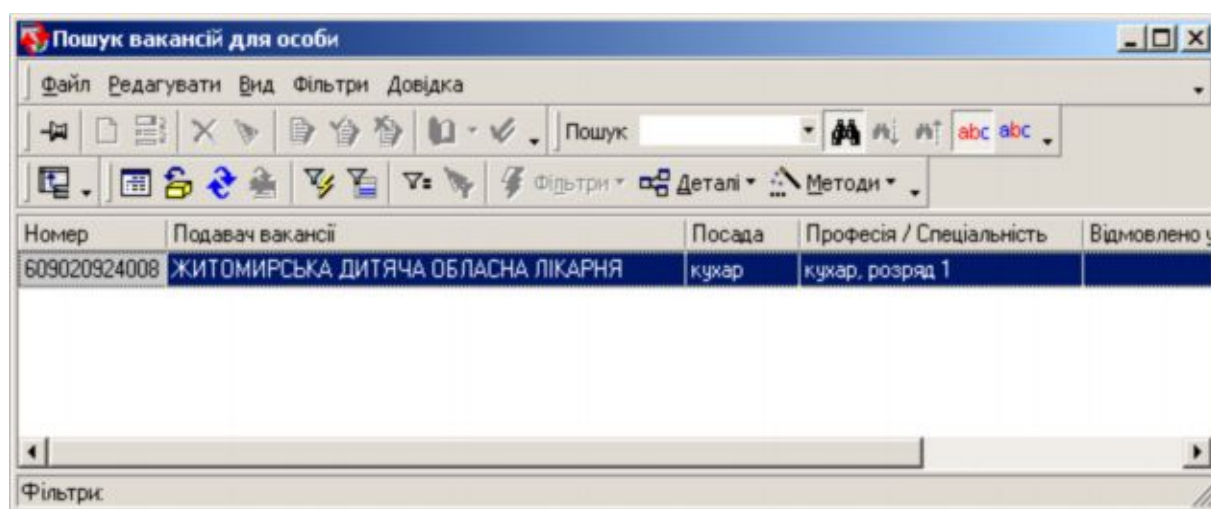 Пошук вакансій для особи
Файл Редагувати Вид Фільтри Довідка
Пошук abc abc
Фільтри Деталі Методи
Номер Подавач вакансії Посада Професія / Спеціальність Відмовлено у
609020924008 ЖИТОМИРСЬКА ДИТЯЧА ОБЛАСНА ЛІКАРНЯ кухар кухар, розряд 1
Фільтри: